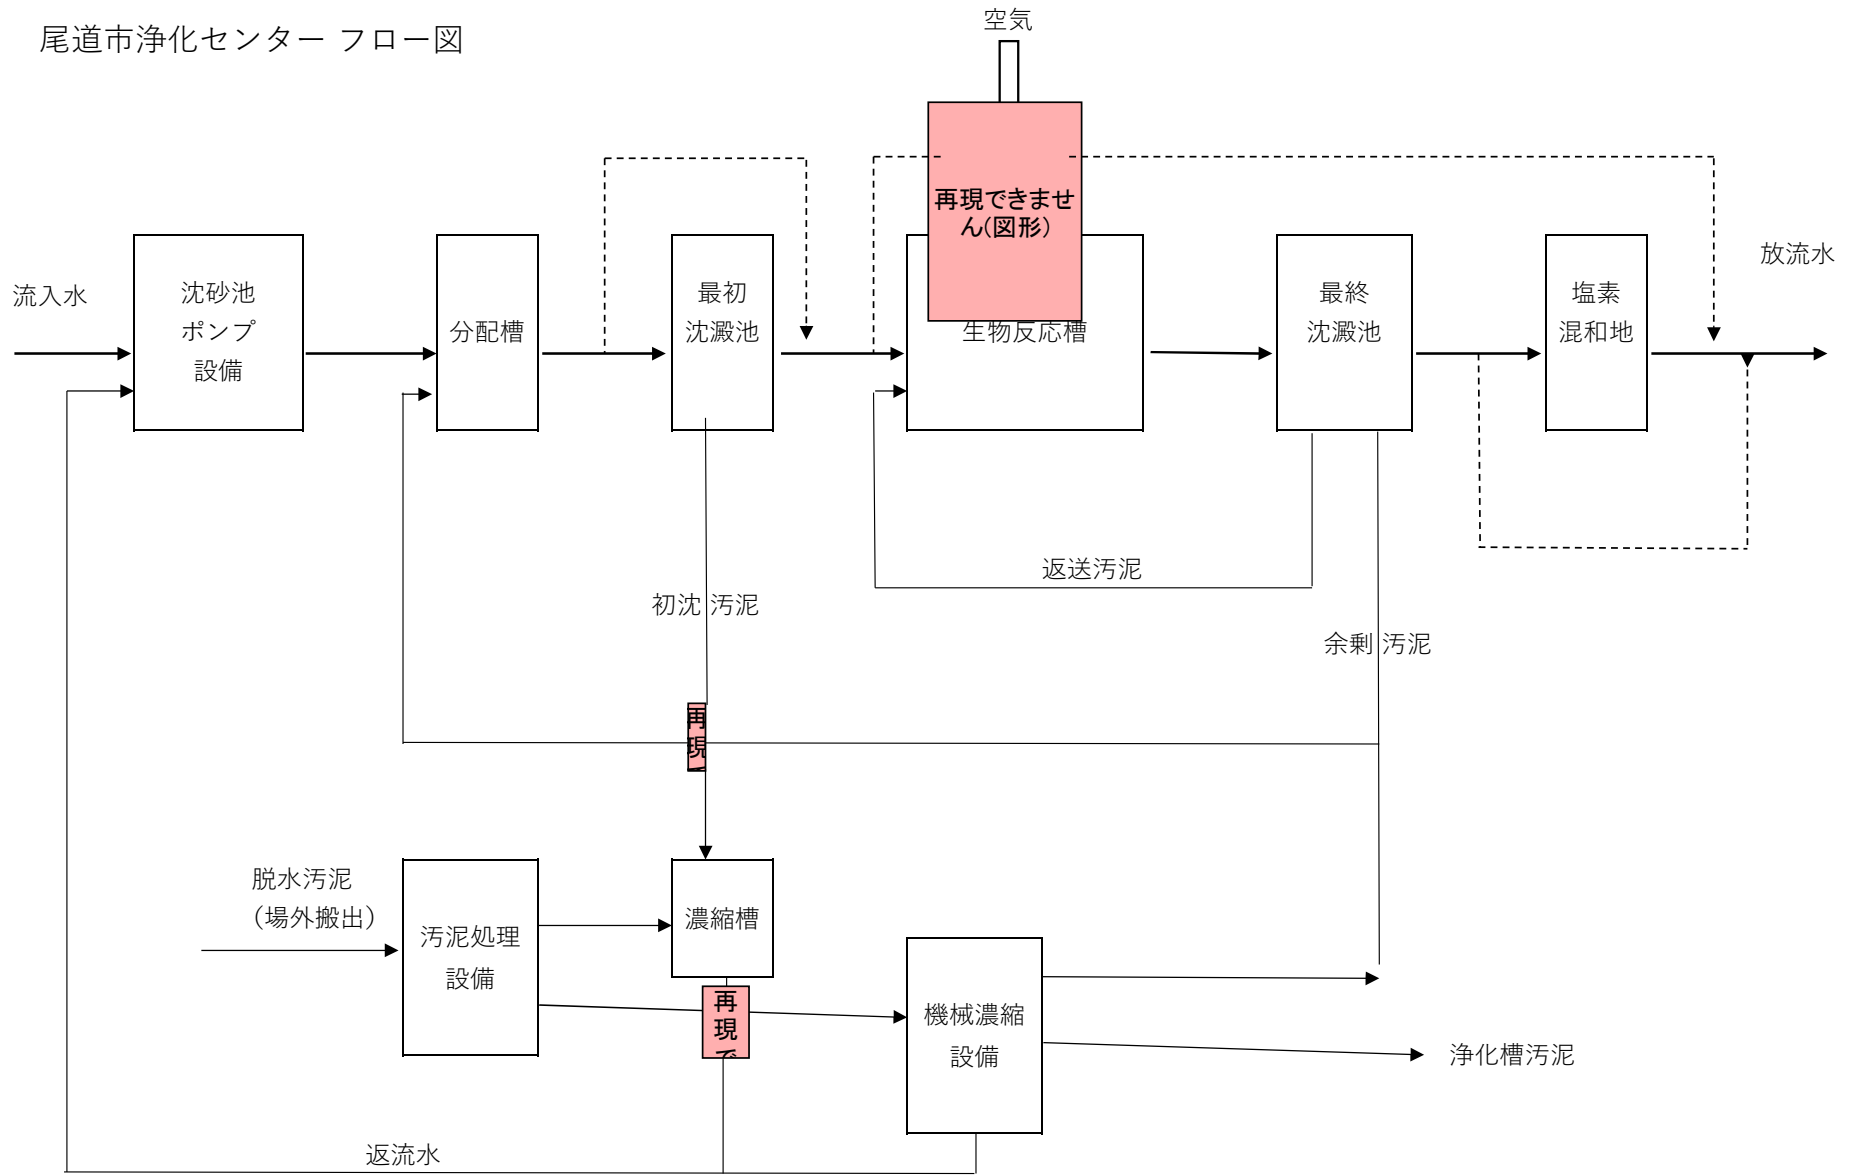 尾道市浄化センター フロー図
空気
再現できませ
ん(図形)
流入水
沈砂池
ポンプ
設備
分配槽
最初
沈澱池
生物反応槽
最終
沈澱池
塩素
混和地
放流水
返送汚泥
初沈 汚泥
余剰 汚泥
再
現
脱水汚泥
（場外搬出）
汚泥処理
設備
濃縮槽
再
現
で
機械濃縮
設備
浄化槽汚泥
返流水